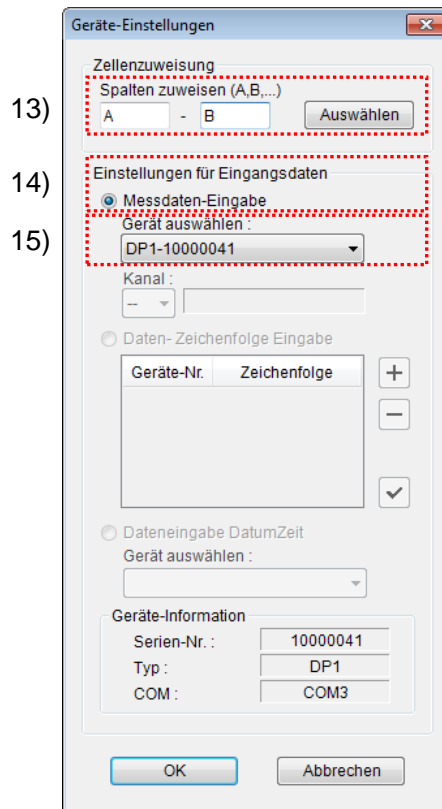 Geräte-Einstellungen
Zellenzuweisung
13)
Spalten zuweisen (A,B,...)
A - B Auswählen
14)
Einstellungen für Eingangsdaten
Messdaten-Eingabe
15)
Gerät auswählen :
DP1-10000041
Kanal :
--
Daten- Zeichenfolge Eingabe
Geräte-Nr. Zeichenfolge
Dateneingabe DatumZeit
Gerät auswählen :
Geräte-Information
Serien-Nr. : 10000041
Typ : DP1
COM : COM3
OK Abbrechen